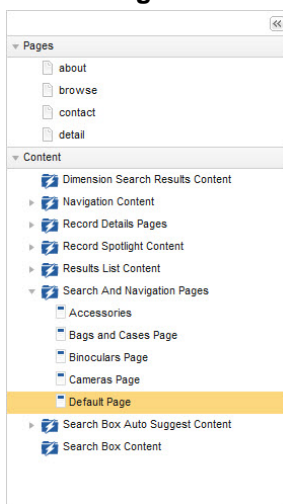 Pages
about
browse
contact
detail
Content
Dimension Search Results Content
Navigation Content
Record Details Pages
Record Spotlight Content
Results List Content
Search And Navigation Pages
Accessories
Bags and Cases Page
Binoculars Page
Cameras Page
Default Page
Search Box Auto Suggest Content
Search Box Content